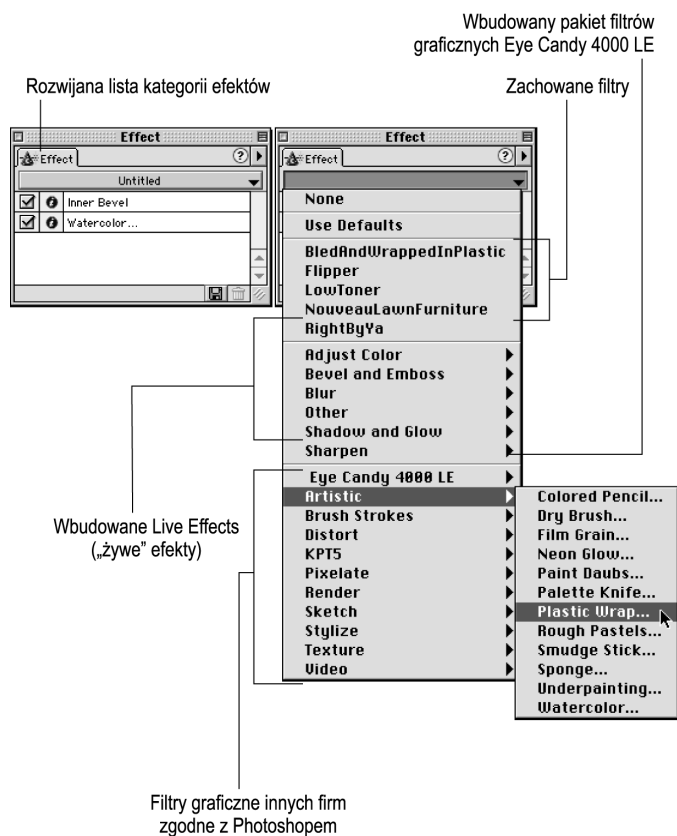 Wbudowany pakiet filtrów
graficznych Eye Candy 4000 LE
Rozwijana lista kategorii efektów
Zachowane filtry
Effect
Effect
Untitled
Inner Bevel
Watercolor...
Effect
Effect
None
Use Defaults
BledAndWrappedInPlastic
Flipper
LowToner
NouveauLawnFurniture
RightByYa
Adjust Color
Bevel and Emboss
Blur
Other
Shadow and Glow
Sharpen
Eye Candy 4000 LE
Artistic
Brush Strokes
Distort
KPT5
Pixelate
Render
Sketch
Stylize
Texture
Video
Colored Pencil...
Dry Brush...
Film Grain...
Neon Glow...
Paint Daubs...
Palette Knife...
Plastic Wrap...
Rough Pastels...
Smudge Stick...
Sponge...
Underpainting...
Watercolor...
Wbudowane Live Effects
(„żywe” efekty)
Filtry graficzne innych firm
zgodne z Photoshopem